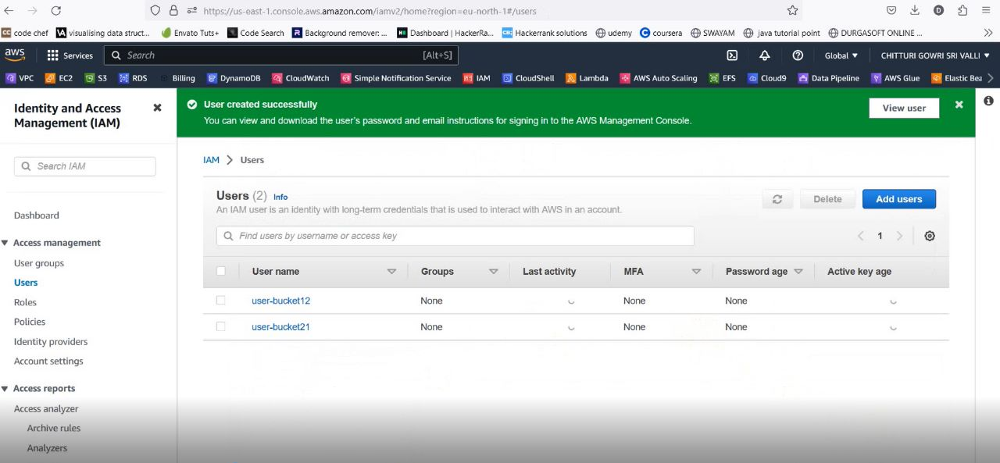 https://us-east-1.console.aws.amazon.com/iamv2/home?region=eu-north-1#/users
code chef visualising data struct... Envato Tuts+ Code Search Background remover: ... Dashboard | HackerRa... Hackerrank solutions udemy coursera SWAYAM java tutorial point DURGASOFT ONLINE ...
aws Services Search [Alt+S] Global CHITTURI GOWRI SRI VALLI
VPC EC2 S3 RDS Billing DynamoDB CloudWatch Simple Notification Service IAM CloudShell Lambda AWS Auto Scaling EFS Cloud9 Data Pipeline AWS Glue Elastic Bea
Identity and Access
Management (IAM)
Search IAM
Dashboard
Access management
User groups
Users
Roles
Policies
Identity providers
Account settings
Access reports
Access analyzer
Archive rules
Analyzers
User created successfully
You can view and download the user's password and email instructions for signing in to the AWS Management Console.
View user
IAM > Users
Users (2) Info
An IAM user is an identity with long-term credentials that is used to interact with AWS in an account.
Delete
Add users
Find users by username or access key
1
User name Groups Last activity MFA Password age Active key age
user-bucket12 None None None
user-bucket21 None None None